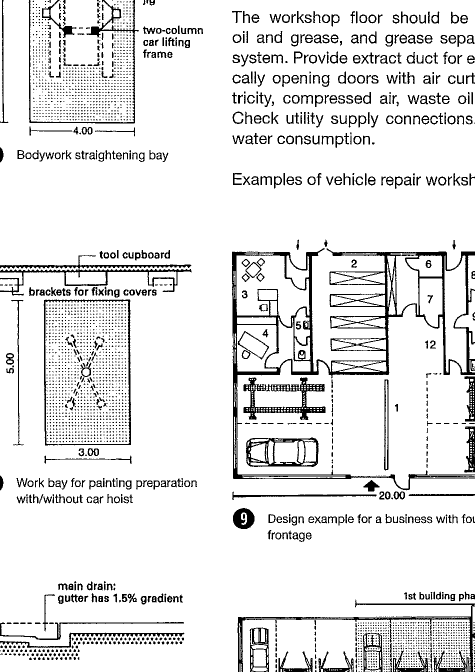 jig
two-column
car lifting
frame
4.00
Bodywork straightening bay
The workshop floor should be
oil and grease, and grease sepa
system. Provide extract duct for e
cally opening doors with air curt
tricity, compressed air, waste oil
Check utility supply connections.
water consumption.
Examples of vehicle repair worksh
tool cupboard
brackets for fixing covers
5.00
3.00
Work bay for painting preparation
with/without car hoist
2
6
3
7
5
4
12
1
20.00
9 Design example for a business with fou
frontage
main drain:
gutter has 1.5% gradient
1st building pha